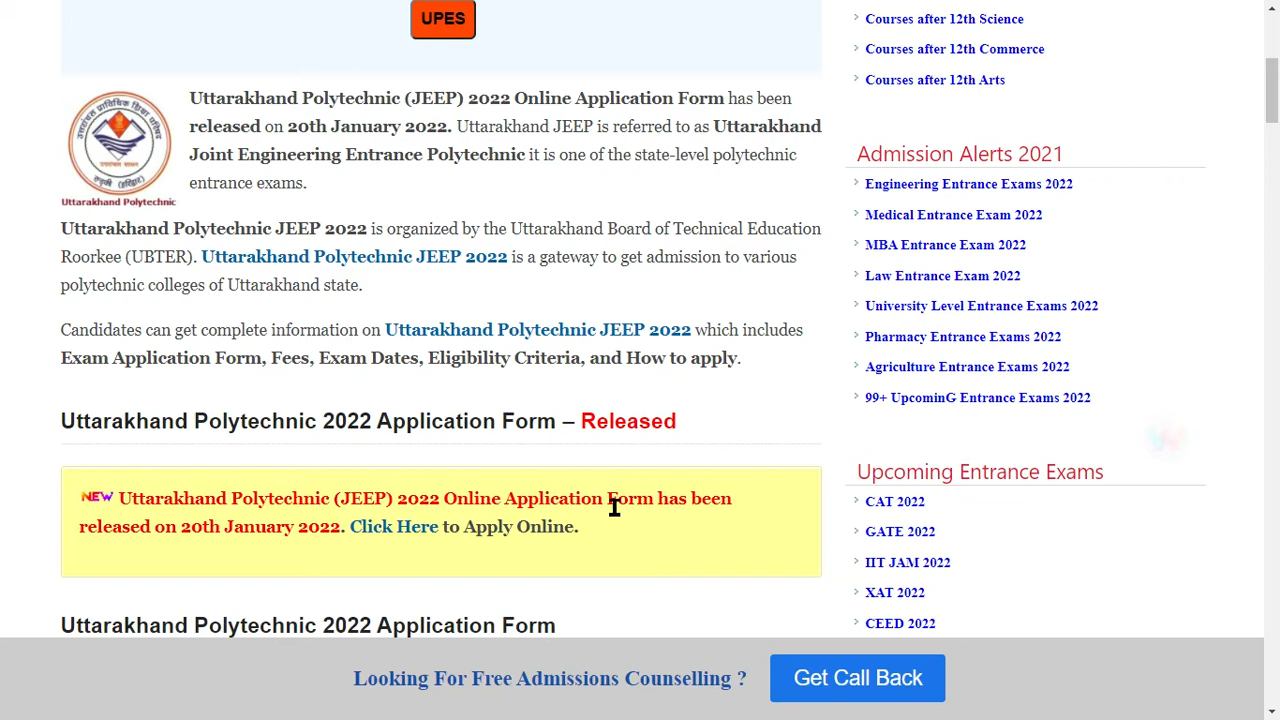 UPES
Uttarakhand Polytechnic (JEEP) 2022 Online Application Form has been
released on 20th January 2022. Uttarakhand JEEP is referred to as Uttarakhand
Joint Engineering Entrance Polytechnic it is one of the state-level polytechnic
entrance exams.
Uttarakhand Polytechnic
Uttarakhand Polytechnic JEEP 2022 is organized by the Uttarakhand Board of Technical Education
Roorkee (UBTER). Uttarakhand Polytechnic JEEP 2022 is a gateway to get admission to various
polytechnic colleges of Uttarakhand state.
Candidates can get complete information on Uttarakhand Polytechnic JEEP 2022 which includes
Exam Application Form, Fees, Exam Dates, Eligibility Criteria, and How to apply.
Uttarakhand Polytechnic 2022 Application Form – Released
NEW Uttarakhand Polytechnic (JEEP) 2022 Online Application Form has been
released on 20th January 2022. Click Here to Apply Online.
Uttarakhand Polytechnic 2022 Application Form
Courses after 12th Science
Courses after 12th Commerce
Courses after 12th Arts
Admission Alerts 2021
Engineering Entrance Exams 2022
Medical Entrance Exam 2022
MBA Entrance Exam 2022
Law Entrance Exam 2022
University Level Entrance Exams 2022
Pharmacy Entrance Exams 2022
Agriculture Entrance Exams 2022
99+ UpcominG Entrance Exams 2022
Upcoming Entrance Exams
CAT 2022
GATE 2022
IIT JAM 2022
XAT 2022
CEED 2022
Looking For Free Admissions Counselling ?
Get Call Back